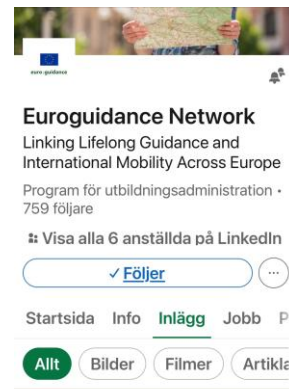 euro guidance
Euroguidance Network
Linking Lifelong Guidance and
International Mobility Across Europe
Program för utbildningsadministration •
759 följare
Visa alla 6 anställda på LinkedIn
✓ Följer
...
Startsida Info Inlägg Jobb P
Allt Bilder Filmer Artikla